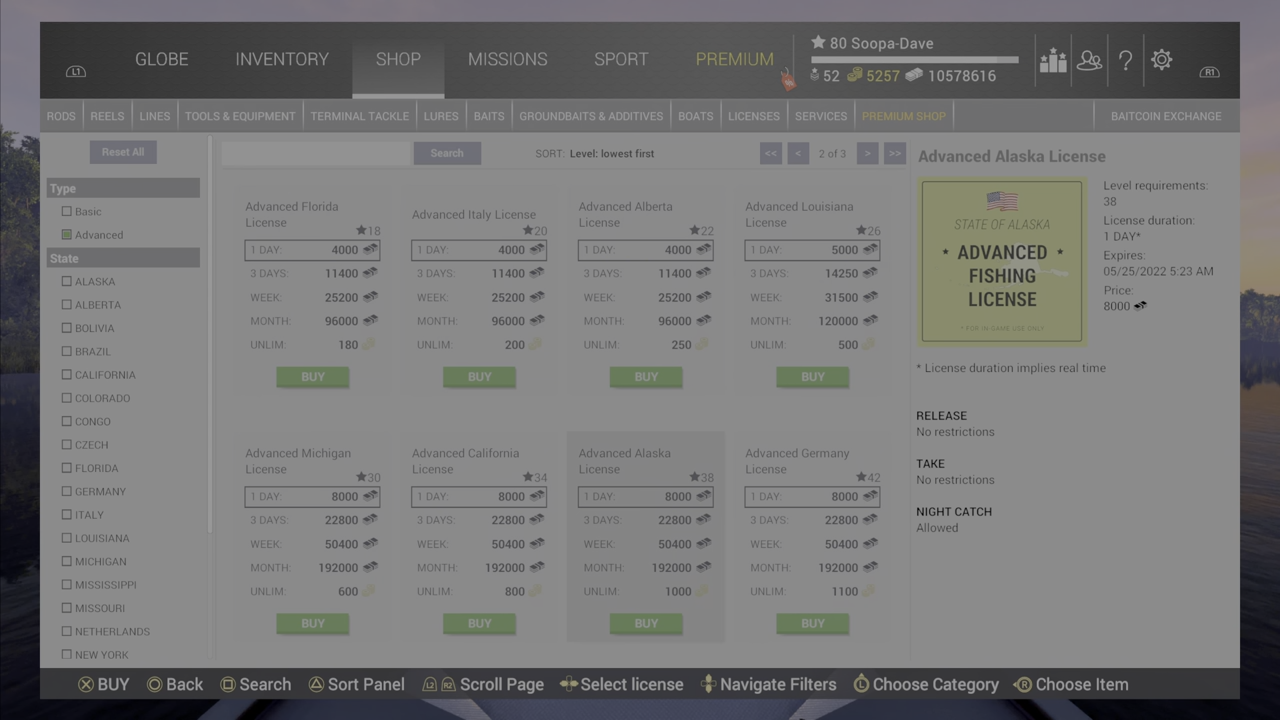 L1
GLOBE INVENTORY SHOP MISSIONS SPORT PREMIUM
80 Soopa-Dave
52 5257 10578616
R1
RODS REELS LINES TOOLS & EQUIPMENT TERMINAL TACKLE LURES BAITS GROUNDBAITS & ADDITIVES BOATS LICENSES SERVICES PREMIUM SHOP BAITCOIN EXCHANGE
Reset All
Type
Basic
Advanced
State
ALASKA
ALBERTA
BOLIVIA
BRAZIL
CALIFORNIA
COLORADO
CONGO
CZECH
FLORIDA
GERMANY
ITALY
LOUISIANA
MICHIGAN
MISSISSIPPI
MISSOURI
NETHERLANDS
NEW YORK
Search SORT: Level: lowest first << < 2 of 3 > >>
Advanced Florida
License
18
1 DAY: 4000
3 DAYS: 11400
WEEK: 25200
MONTH: 96000
UNLIM: 180
BUY
Advanced Italy License
20
1 DAY: 4000
3 DAYS: 11400
WEEK: 25200
MONTH: 96000
UNLIM: 200
BUY
Advanced Alberta
License
22
1 DAY: 4000
3 DAYS: 11400
WEEK: 25200
MONTH: 96000
UNLIM: 250
BUY
Advanced Louisiana
License
26
1 DAY: 5000
3 DAYS: 14250
WEEK: 31500
MONTH: 120000
UNLIM: 500
BUY
Advanced Michigan
License
30
1 DAY: 8000
3 DAYS: 22800
WEEK: 50400
MONTH: 192000
UNLIM: 600
BUY
Advanced California
License
34
1 DAY: 8000
3 DAYS: 22800
WEEK: 50400
MONTH: 192000
UNLIM: 800
BUY
Advanced Alaska
License
38
1 DAY: 8000
3 DAYS: 22800
WEEK: 50400
MONTH: 192000
UNLIM: 1000
BUY
Advanced Germany
License
42
1 DAY: 8000
3 DAYS: 22800
WEEK: 50400
MONTH: 192000
UNLIM: 1100
BUY
Advanced Alaska License
STATE OF ALASKA
* ADVANCED *
FISHING
LICENSE
* FOR IN-GAME USE ONLY
Level requirements:
38
License duration:
1 DAY*
Expires:
05/25/2022 5:23 AM
Price:
8000
* License duration implies real time
RELEASE
No restrictions
TAKE
No restrictions
NIGHT CATCH
Allowed
BUY Back Search Sort Panel L2 R2 Scroll Page Select license Navigate Filters L Choose Category R Choose Item